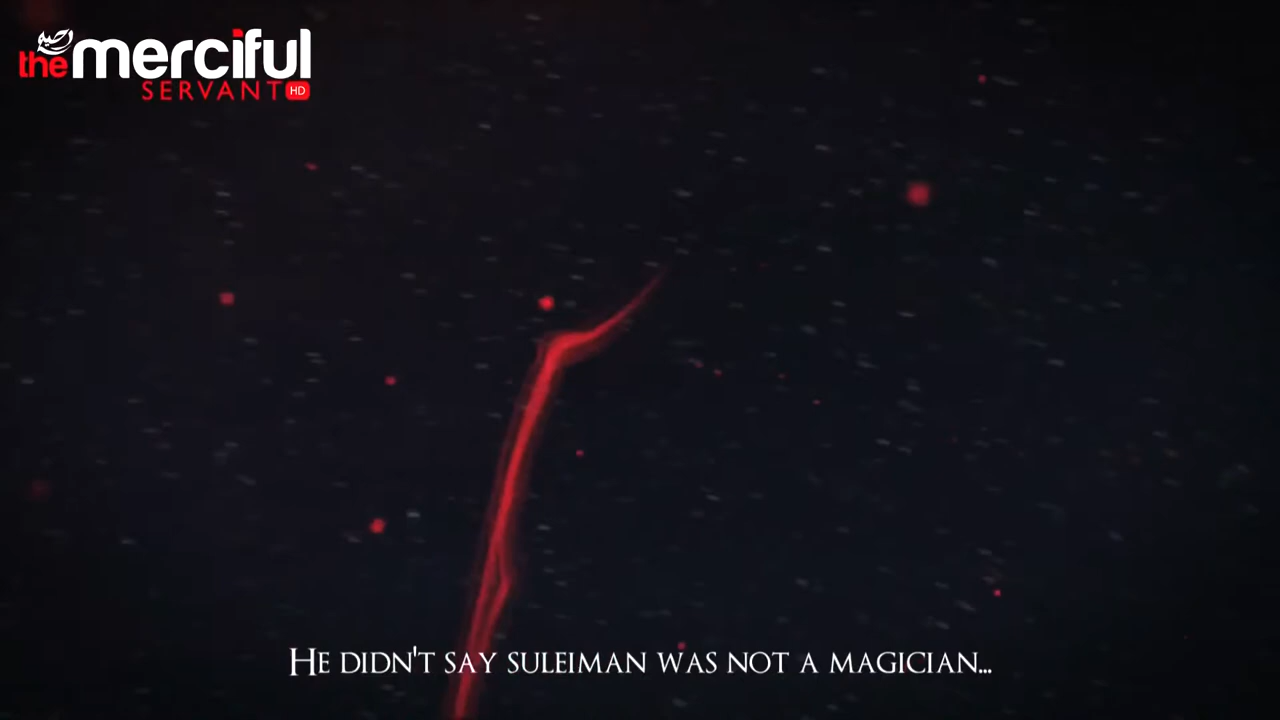 the merciful
SERVANT HD
HE DIDN'T SAY SULEIMAN WAS NOT A MAGICIAN...